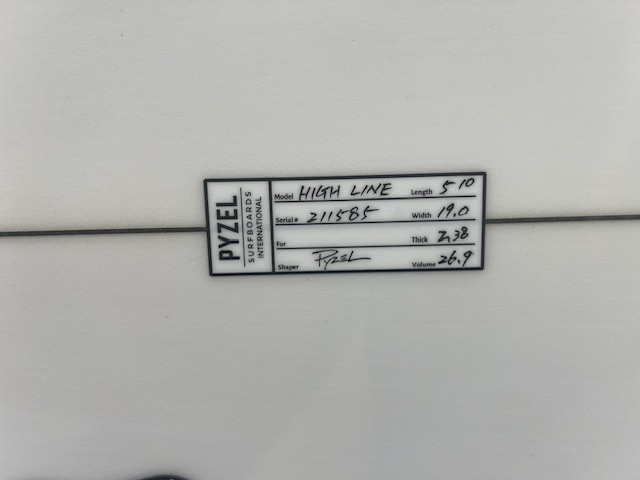 PYZEL
SURFBOARDS
INTERNATIONAL
Model HIGH LINE Length 5 10
Serial# 211585 Width 19.0
For Thick 2.38
Shaper PYZEL Volume 26.9